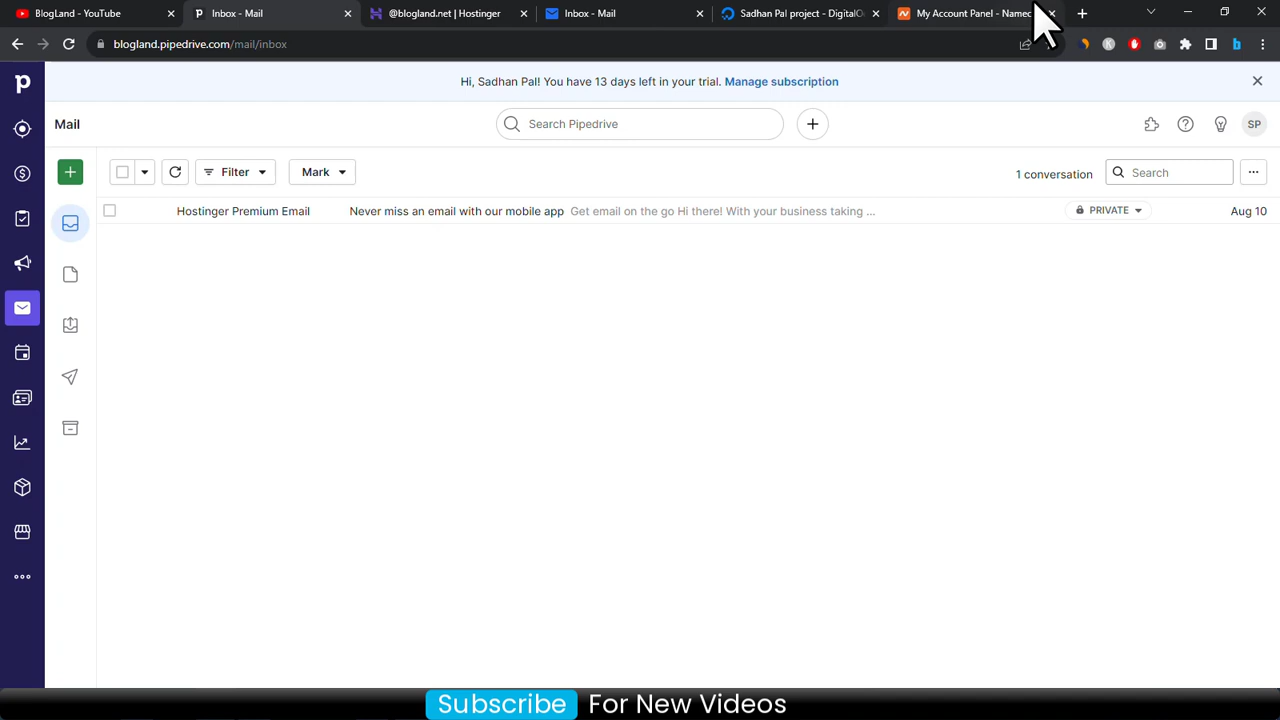 BlogLand - YouTube
Inbox - Mail
@blogland.net | Hostinger
Inbox - Mail
Sadhan Pal project - DigitalO
My Account Panel - Namec
blogland.pipedrive.com/mail/inbox
Hi, Sadhan Pal! You have 13 days left in your trial. Manage subscription
Mail
Search Pipedrive
SP
Filter
Mark
1 conversation
Search
Hostinger Premium Email Never miss an email with our mobile app Get email on the go Hi there! With your business taking ... PRIVATE Aug 10
Subscribe For New Videos